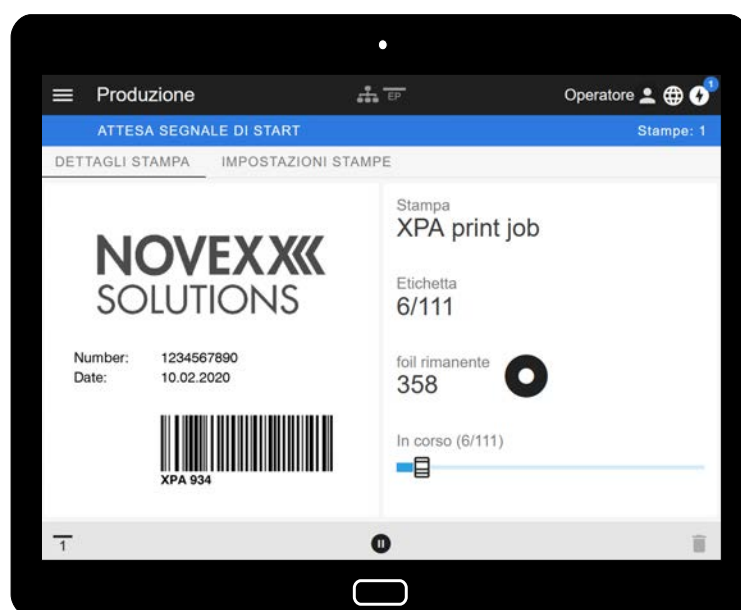 Produzione
EP
Operatore
1
ATTESA SEGNALE DI START
Stampe: 1
DETTAGLI STAMPA
IMPOSTAZIONI STAMPE
NOVEXX
SOLUTIONS
Number: 1234567890
Date: 10.02.2020
XPA 934
Stampa
XPA print job
Etichetta
6/111
foil rimanente
358
In corso (6/111)
1